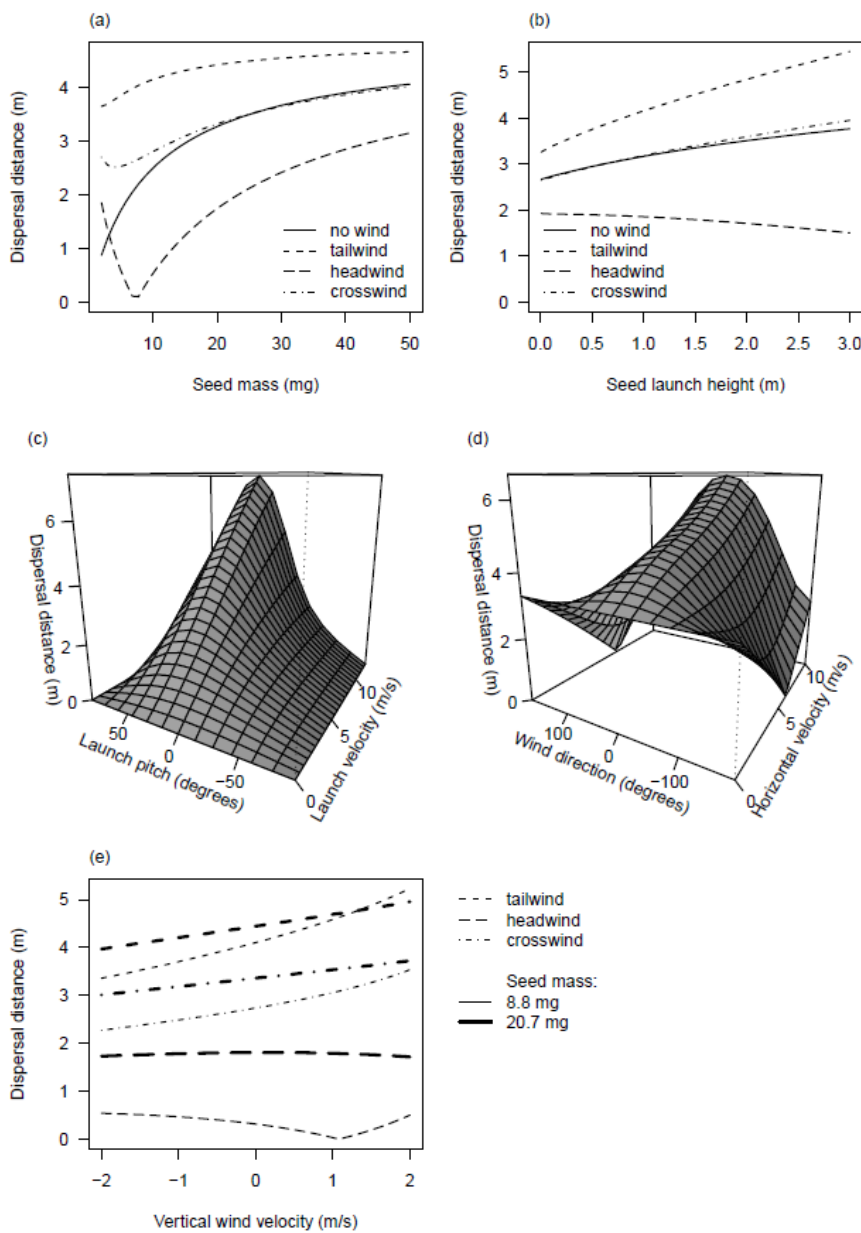 (a)
Dispersal distance (m)
4
3
2
1
0
no wind
tailwind
headwind
crosswind
10 20 30 40 50
Seed mass (mg)
(b)
Dispersal distance (m)
5
4
3
2
1
0
no wind
tailwind
headwind
crosswind
0.0 0.5 1.0 1.5 2.0 2.5 3.0
Seed launch height (m)
(c)
Dispersal distance (m)
6
4
2
0
50
0
−50
Launch pitch (degrees)
0
5
10
Launch velocity (m/s)
(d)
Dispersal distance (m)
6
4
2
0
100
0
−100
Wind direction (degrees)
0
5
10
Horizontal velocity (m/s)
(e)
Dispersal distance (m)
5
4
3
2
1
0
−2 −1 0 1 2
Vertical wind velocity (m/s)
tailwind
headwind
crosswind
Seed mass:
8.8 mg
20.7 mg